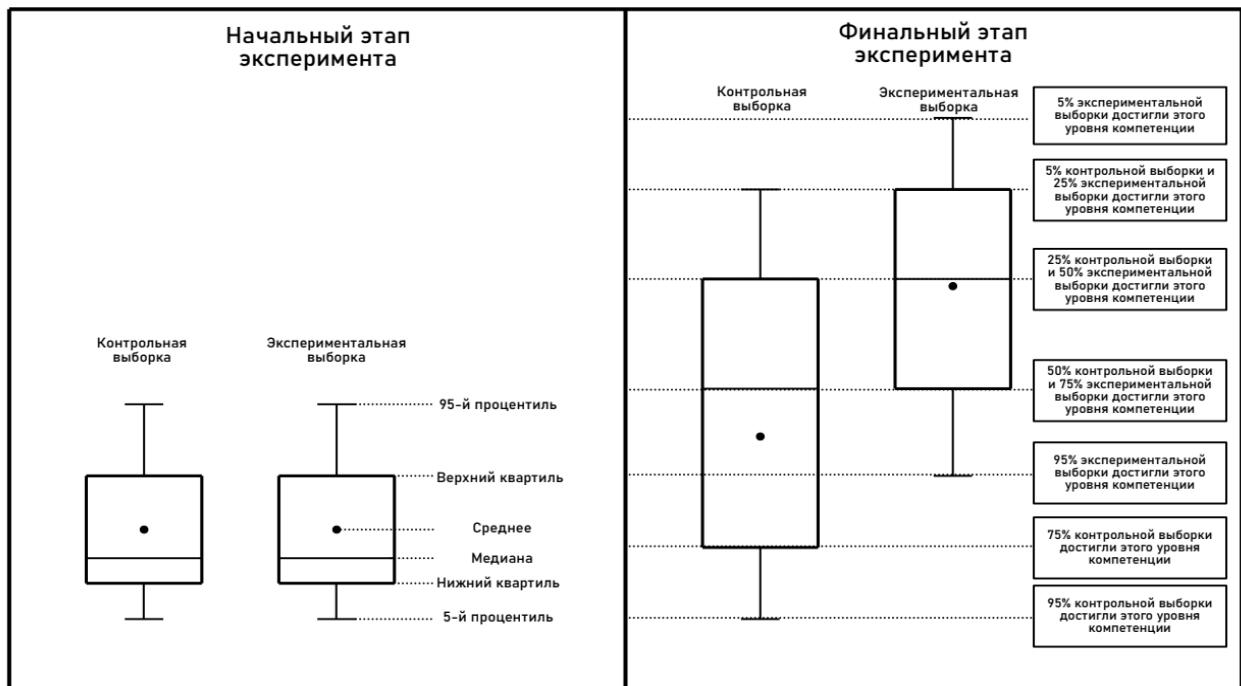 Начальный этап
эксперимента
Контрольная
выборка
Экспериментальная
выборка
95-й процентиль
Верхний квартиль
Среднее
Медиана
Нижний квартиль
5-й процентиль
Финальный этап
эксперимента
Контрольная
выборка
Экспериментальная
выборка
5% экспериментальной
выборки достигли этого
уровня компетенции
5% контрольной выборки и
25% экспериментальной
выборки достигли этого
уровня компетенции
25% контрольной выборки
и 50% экспериментальной
выборки достигли этого
уровня компетенции
50% контрольной выборки
и 75% экспериментальной
выборки достигли этого
уровня компетенции
95% экспериментальной
выборки достигли этого
уровня компетенции
75% контрольной выборки
достигли этого уровня
компетенции
95% контрольной выборки
достигли этого уровня
компетенции